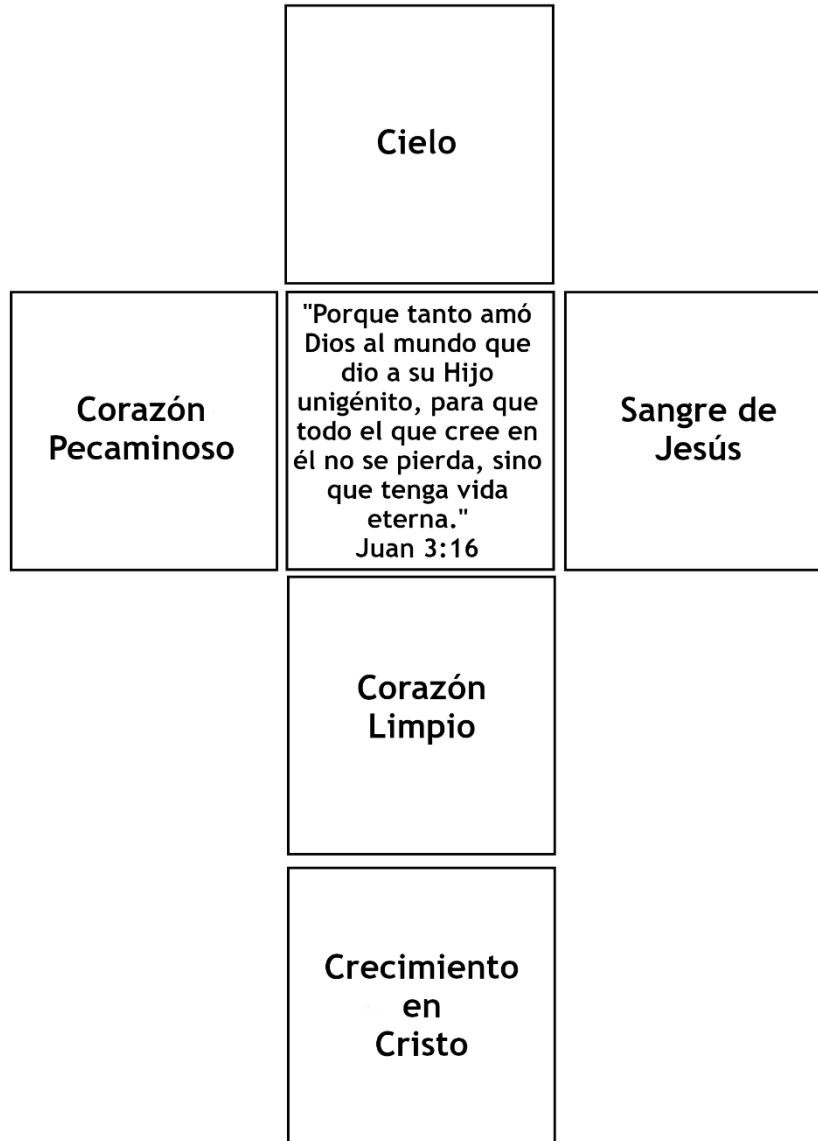 Cielo
Corazón
Pecaminoso
"Porque tanto amó
Dios al mundo que
dio a su Hijo
unigénito, para que
todo el que cree en
él no se pierda, sino
que tenga vida
eterna."
Juan 3:16
Sangre de
Jesús
Corazón
Limpio
Crecimiento
en
Cristo